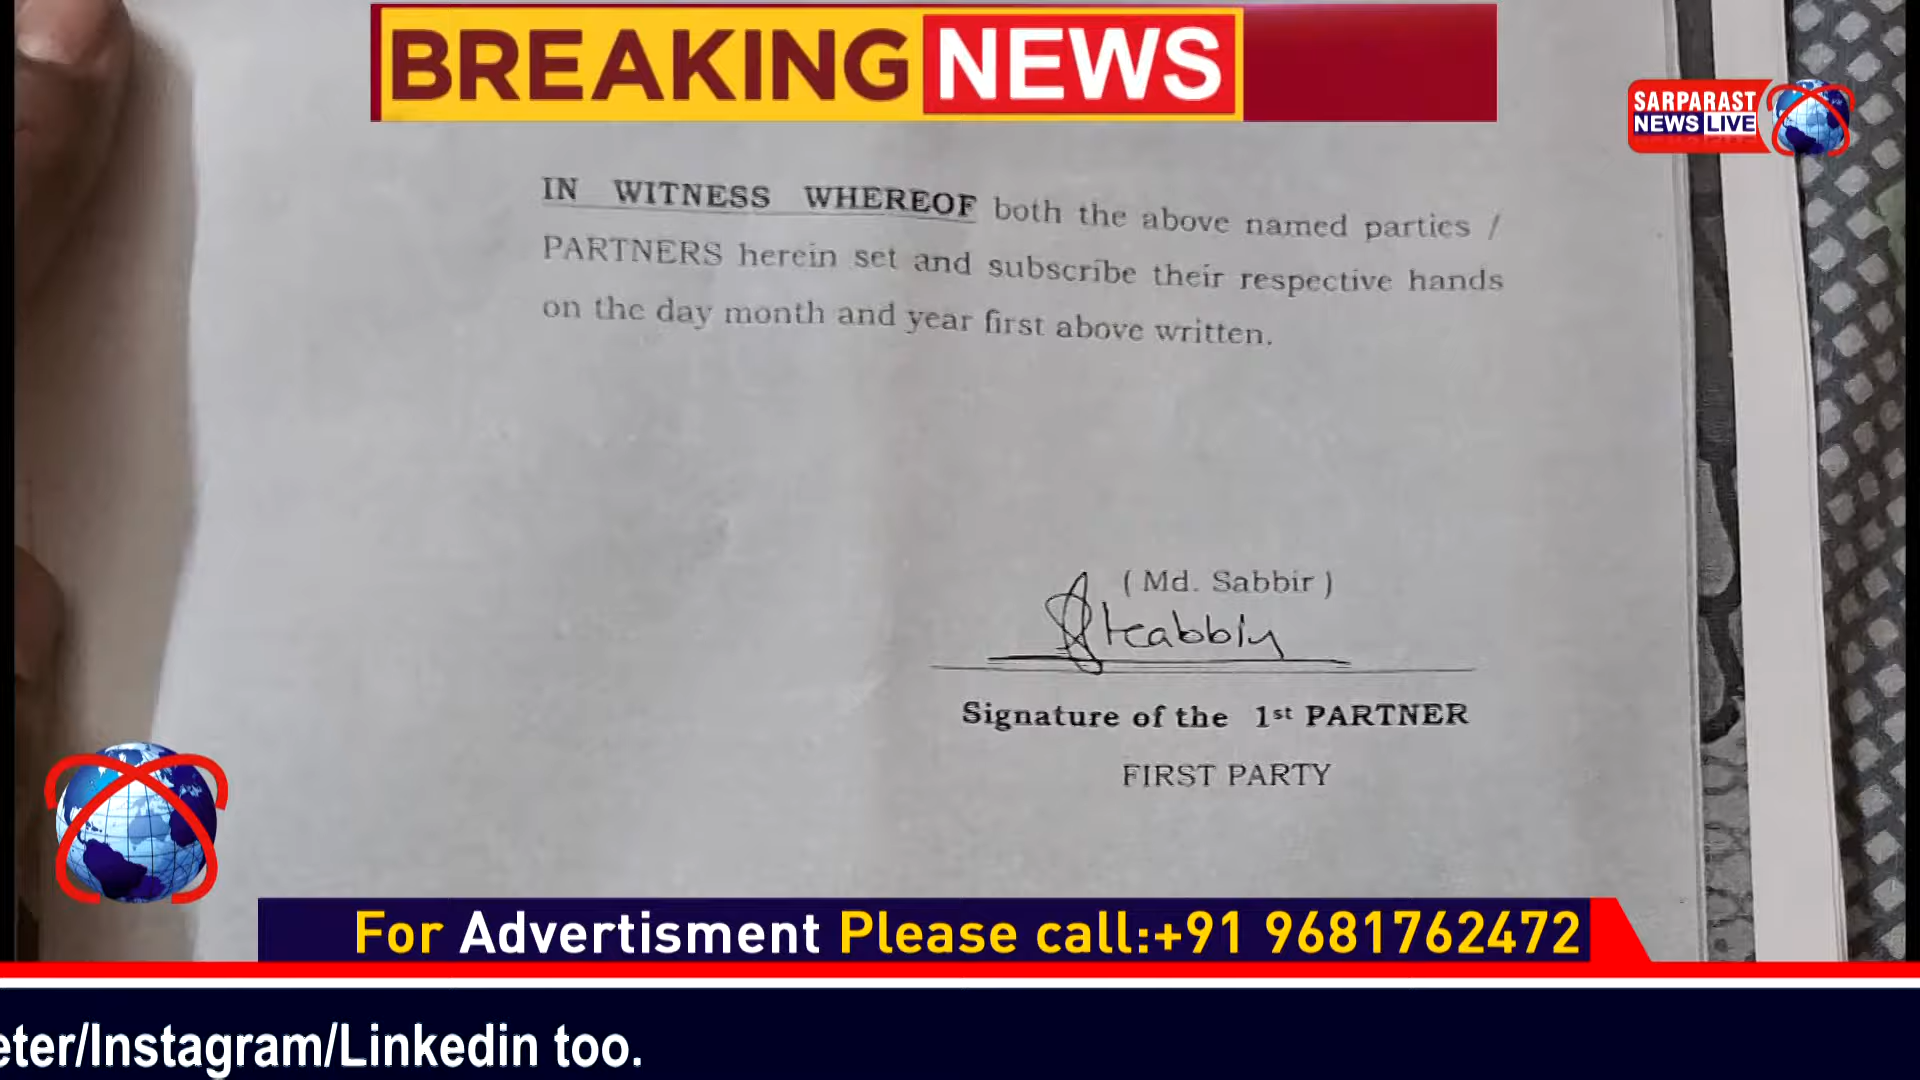 BREAKING NEWS
SARPARAST
NEWS LIVE
IN WITNESS WHEREOF both the above named parties /
PARTNERS herein set and subscribe their respective hands
on the day month and year first above written.
( Md. Sabbir )
Signature of the 1st PARTNER
FIRST PARTY
For Advertisment Please call:+91 9681762472
eter/Instagram/Linkedin too.